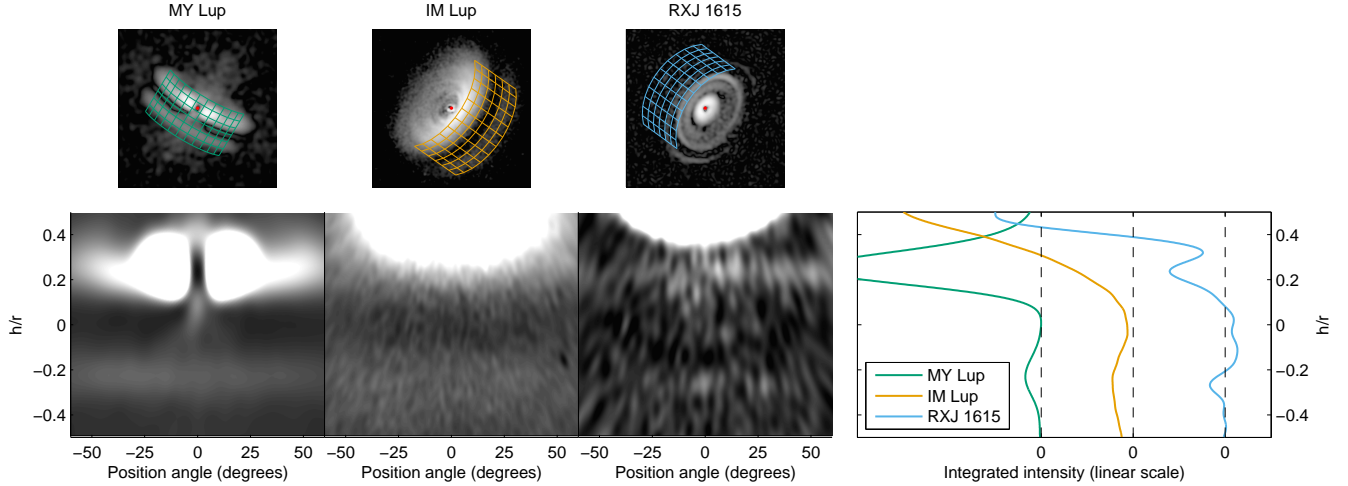 MY Lup
IM Lup
RXJ 1615
h/r
0.4
0.2
0
−0.2
−0.4
−50 −25 0 25 50
−50 −25 0 25 50
−50 −25 0 25 50
Position angle (degrees)
Position angle (degrees)
Position angle (degrees)
MY Lup
IM Lup
RXJ 1615
0 0 0
Integrated intensity (linear scale)
0.4
0.2
0
−0.2
−0.4
h/r